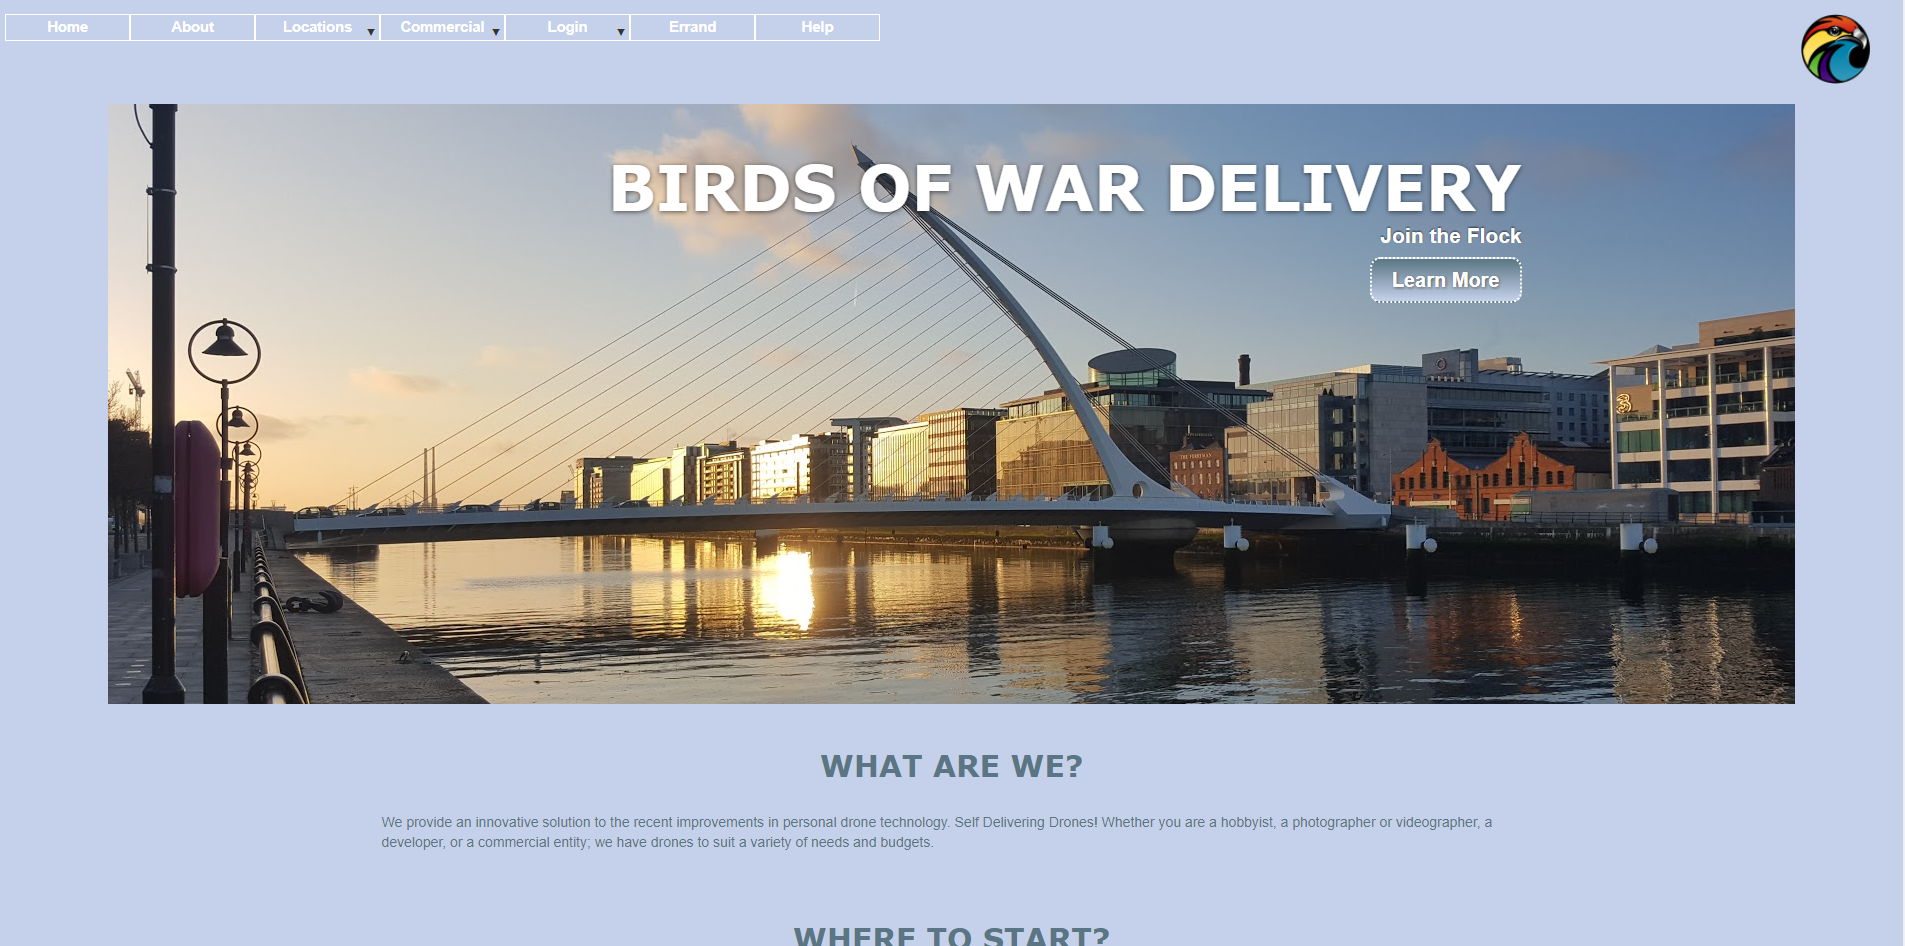 Home About Locations ▼ Commercial ▼ Login ▼ Errand Help
BIRDS OF WAR DELIVERY
Join the Flock
Learn More
3
THE FERRYMAN
WHAT ARE WE?
We provide an innovative solution to the recent improvements in personal drone technology. Self Delivering Drones! Whether you are a hobbyist, a photographer or videographer, a
developer, or a commercial entity; we have drones to suit a variety of needs and budgets.
WHERE TO START?